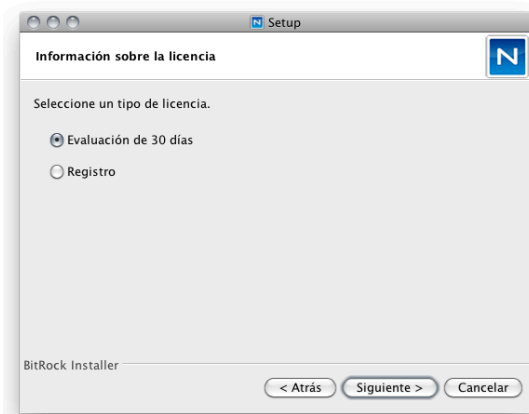 Setup
Información sobre la licencia
N
Seleccione un tipo de licencia.
Evaluación de 30 días
Registro
BitRock Installer
< Atrás Siguiente > Cancelar